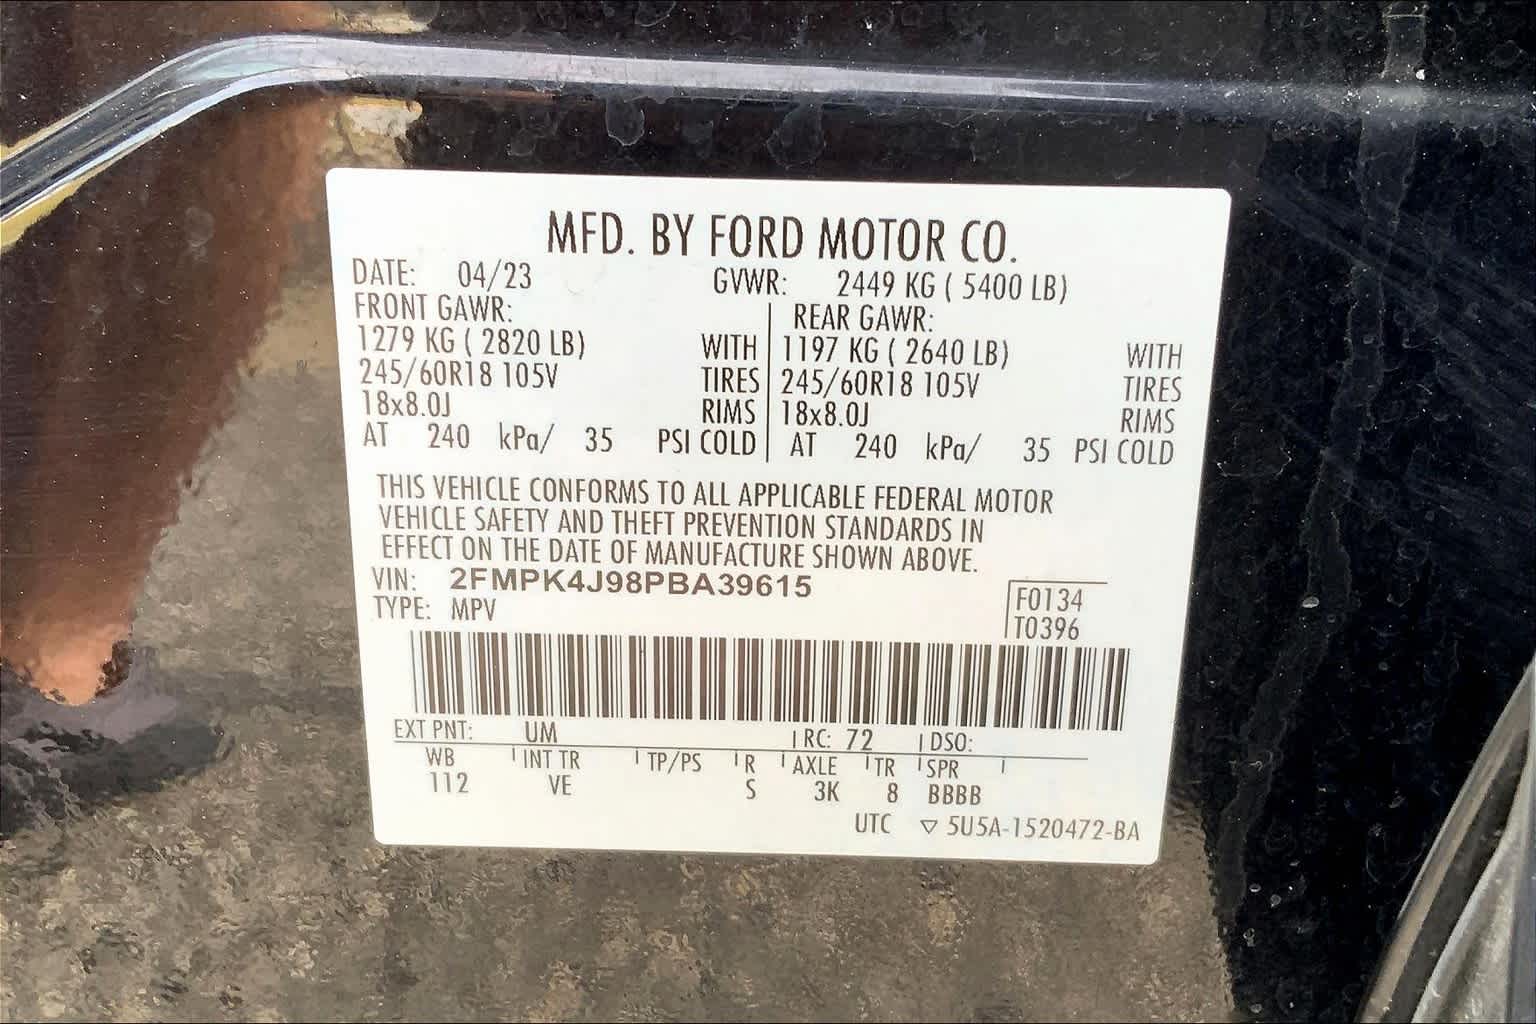 MFD. BY FORD MOTOR CO.
DATE: 04/23 GVWR: 2449 KG ( 5400 LB)
FRONT GAWR: REAR GAWR:
1279 KG ( 2820 LB) WITH 1197 KG ( 2640 LB) WITH
245/60R18 105V TIRES 245/60R18 105V TIRES
18x8.0J RIMS 18x8.0J RIMS
AT 240 kPa/ 35 PSI COLD AT 240 kPa/ 35 PSI COLD
THIS VEHICLE CONFORMS TO ALL APPLICABLE FEDERAL MOTOR
VEHICLE SAFETY AND THEFT PREVENTION STANDARDS IN
EFFECT ON THE DATE OF MANUFACTURE SHOWN ABOVE.
VIN: 2FMPK4J98PBA39615
TYPE: MPV
F0134
T0396
EXT PNT: UM RC: 72 DSO:
WB INT TR TP/PS R AXLE TR SPR
112 VE S 3K 8 BBBB
UTC ▽ 5U5A-1520472-BA